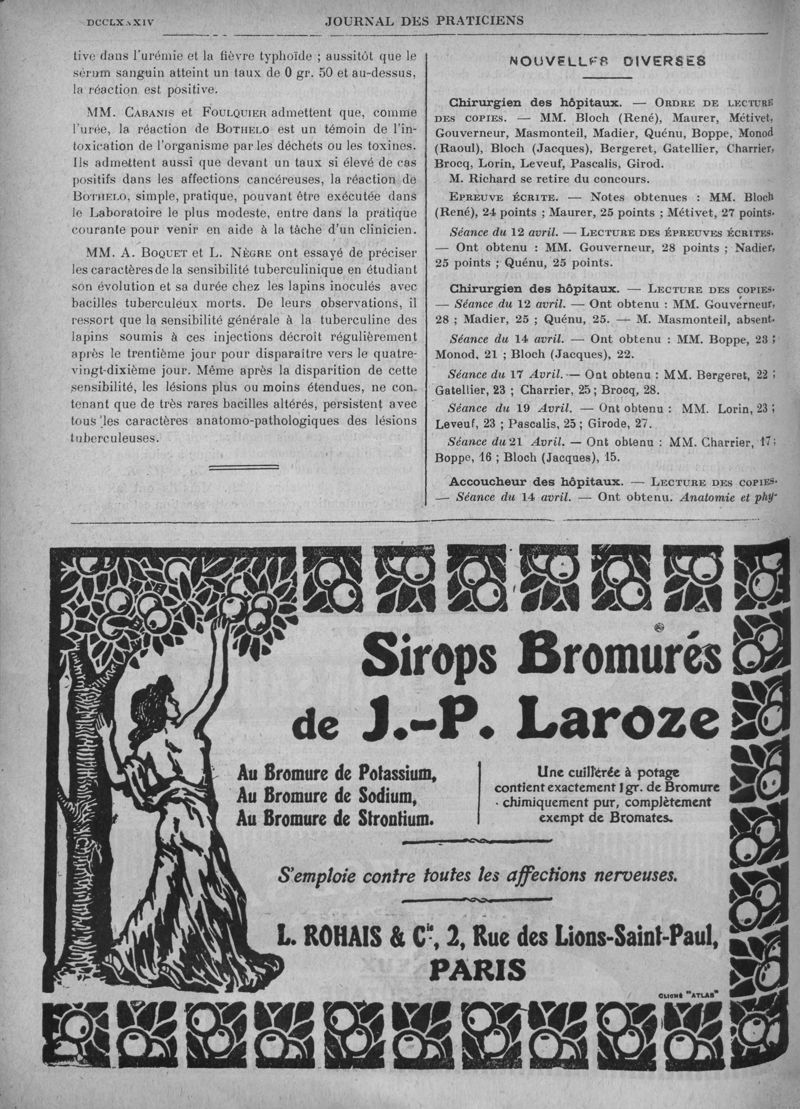 DCCLXXXIV
JOURNAL DES PRATICIENS
tive dans l'urémie et la fièvre typhoïde ; aussitôt que le
sérum sanguin atteint un taux de 0 gr. 50 et au-dessus,
la réaction est positive.
MM. CABANIS et FOULQUIER admettent que, comme
l'urée, la réaction de BOTHELO est un témoin de l'in-
toxication de l'organisme par les déchets ou les toxines.
Ils admettent aussi que devant un taux si élevé de cas
positifs dans les affections cancéreuses, la réaction de
BOTHELO, simple, pratique, pouvant être exécutée dans
le Laboratoire le plus modeste, entre dans la pratique
courante pour venir en aide à la tâche d'un clinicien.
MM. A. BOQUET et L. NÈGRE ont essayé de préciser
les caractères de la sensibilité tuberculinique en étudiant
son évolution et sa durée chez les lapins inoculés avec
bacilles tuberculeux morts. De leurs observations, il
ressort que la sensibilité générale à la tuberculine des
lapins soumis à ces injections décroît régulièrement
après le trentième jour pour disparaître vers le quatre-
vingt-dixième jour. Même après la disparition de cette
sensibilité, les lésions plus ou moins étendues, ne con-
tenant que de très rares bacilles altérés, persistent avec
tous les caractères anatomo-pathologiques des lésions
tuberculeuses.
NOUVELLES DIVERSES
Chirurgien des hôpitaux. — ORDRE DE LECTURE
DES COPIES. — MM. Bloch (René), Maurer, Métivet,
Gouverneur, Masmonteil, Madier, Quénu, Boppe, Monod
(Raoul), Bloch (Jacques), Bergeret, Gatellier, Charrier,
Brocq, Lorin, Leveuf, Pascalis, Girod.
M. Richard se retire du concours.
EPREUVE ÉCRITE. — Notes obtenues : MM. Bloch
(René), 24 points ; Maurer, 25 points ; Métivet, 27 points.
Séance du 12 avril. — LECTURE DES ÉPREUVES ÉCRITES.
— Ont obtenu : MM. Gouverneur, 28 points ; Nadier,
25 points ; Quénu, 25 points.
Chirurgien des hôpitaux. — LECTURE DES COPIES.
— Séance du 12 avril. — Ont obtenu : MM. Gouverneur,
28 ; Madier, 25 ; Quénu, 25. — M. Masmonteil, absent.
Séance du 14 avril. — Ont obtenu : MM. Boppe, 23 ;
Monod, 21 ; Bloch (Jacques), 22.
Séance du 17 Avril. — Ont obtenu : MM. Bergeret, 22 ;
Gatellier, 23 ; Charrier, 25 ; Brocq, 28.
Séance du 19 Avril. — Ont obtenu : MM. Lorin, 23 ;
Leveuf, 23 ; Pascalis, 25 ; Girode, 27.
Séance du 21 Avril. — Ont obtenu : MM. Charrier, 17 ;
Boppe, 16 ; Bloch (Jacques), 15.
Accoucheur des hôpitaux. — LECTURE DES COPIES.
— Séance du 14 avril. — Ont obtenu. Anatomie et phy-
Sirops Bromurés
de J.-P. Laroze
Au Bromure de Potassium,
Au Bromure de Sodium,
Au Bromure de Strontium.
Une cuillérée à potage
contient exactement 1 gr. de Bromure
chimiquement pur, complètement
exempt de Bromates.
S'emploie contre toutes les affections nerveuses.
L. ROHAIS & Cie, 2, Rue des Lions-Saint-Paul,
PARIS
CLICHÉ "ATLAS"